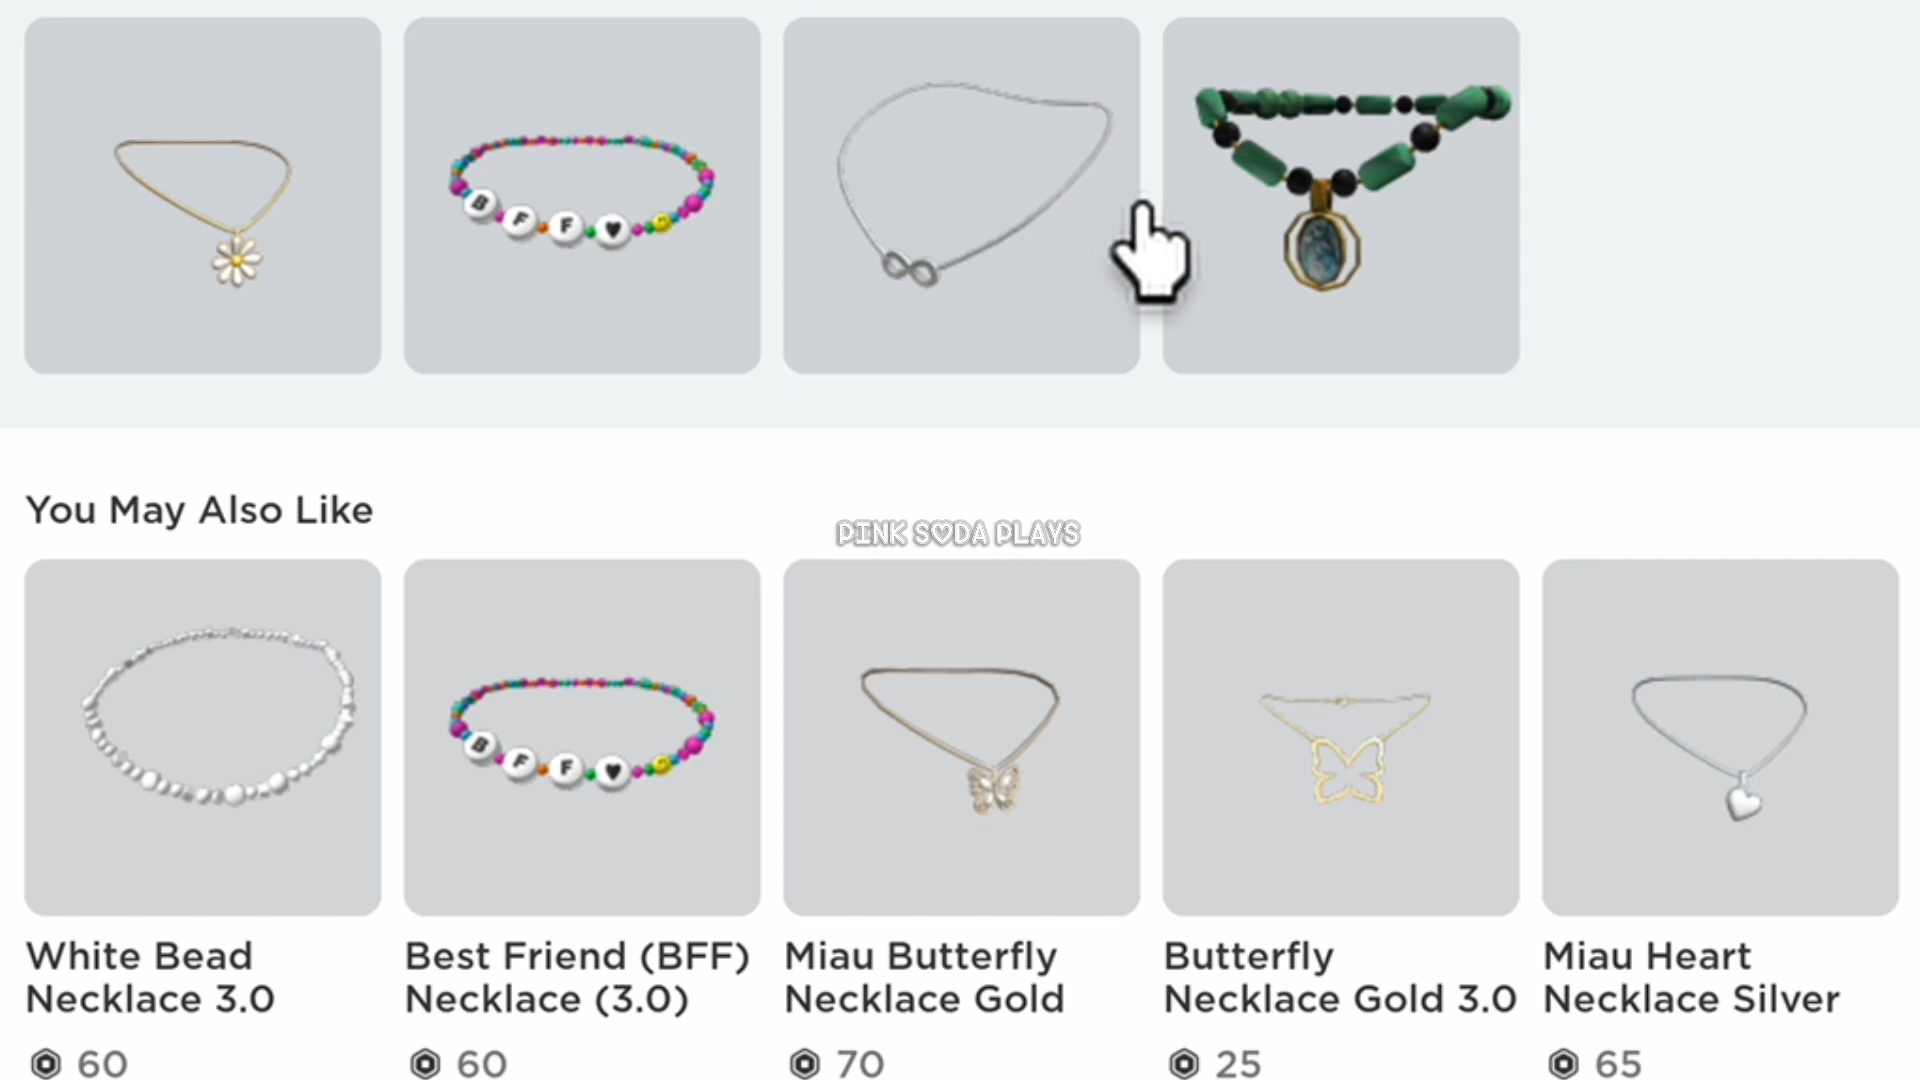 B F F ♥
You May Also Like
PINK SODA PLAYS
B F F ♥
White Bead
Necklace 3.0
60
Best Friend (BFF)
Necklace (3.0)
60
Miau Butterfly
Necklace Gold
70
Butterfly
Necklace Gold 3.0
25
Miau Heart
Necklace Silver
65